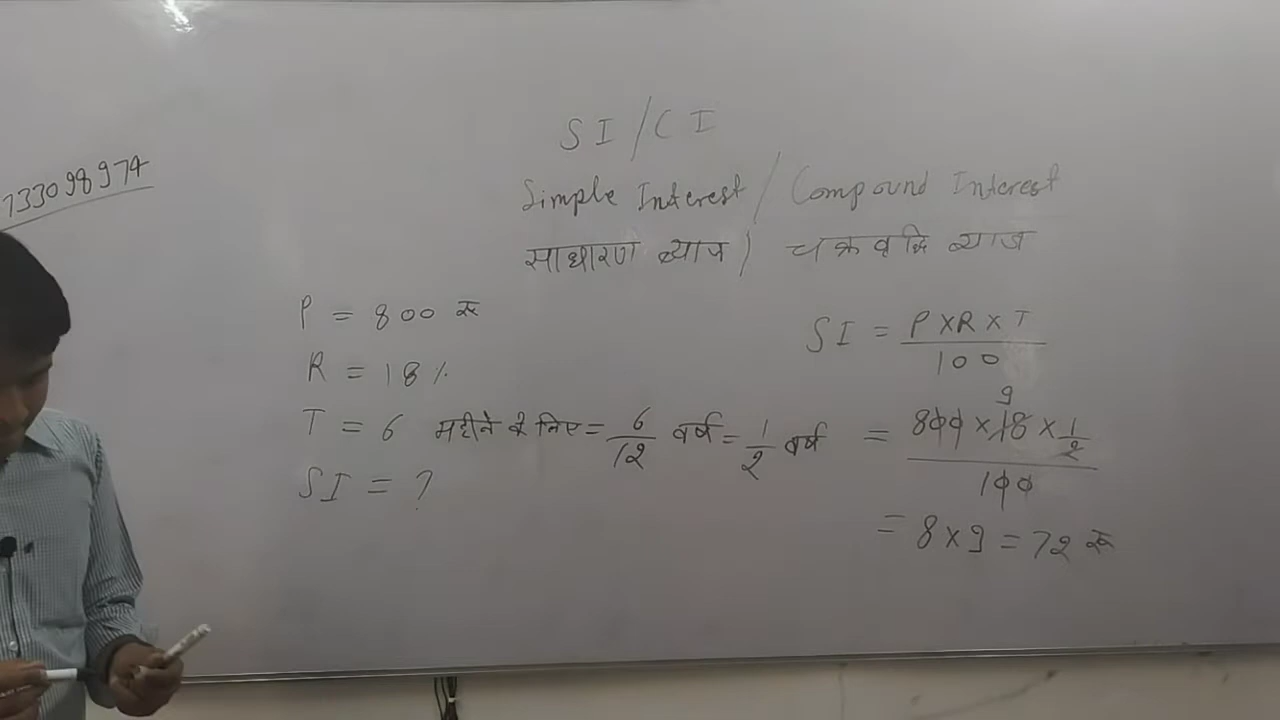 7330 98974
SI/CI
Simple Interest / Compound Interest
साधारण ब्याज / चक्रवृद्धि ब्याज
P = 800 रू
R = 18 %
T = 6 महीने के लिए = 6/12 वर्ष = 1/2 वर्ष
SI = ?
SI = P×R×T / 100
9
= 800 × 18 × 1/2 / 100
= 8 × 9 = 72 रू